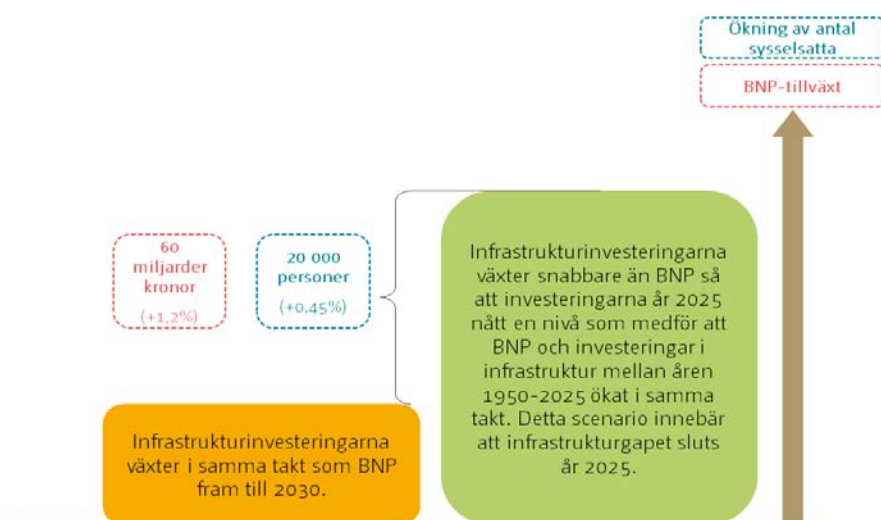 Ökning av antal
sysselsatta
BNP-tillväxt
60
miljarder
kronor
(+1,2%)
20 000
personer
(+0,45%)
Infrastrukturinvesteringarna
växter snabbare än BNP så
att investeringarna år 2025
nått en nivå som medför att
BNP och investeringar i
infrastruktur mellan åren
1950-2025 ökat i samma
takt. Detta scenario innebär
att infrastrukturgapet sluts
år 2025.
Infrastrukturinvesteringarna
växter i samma takt som BNP
fram till 2030.